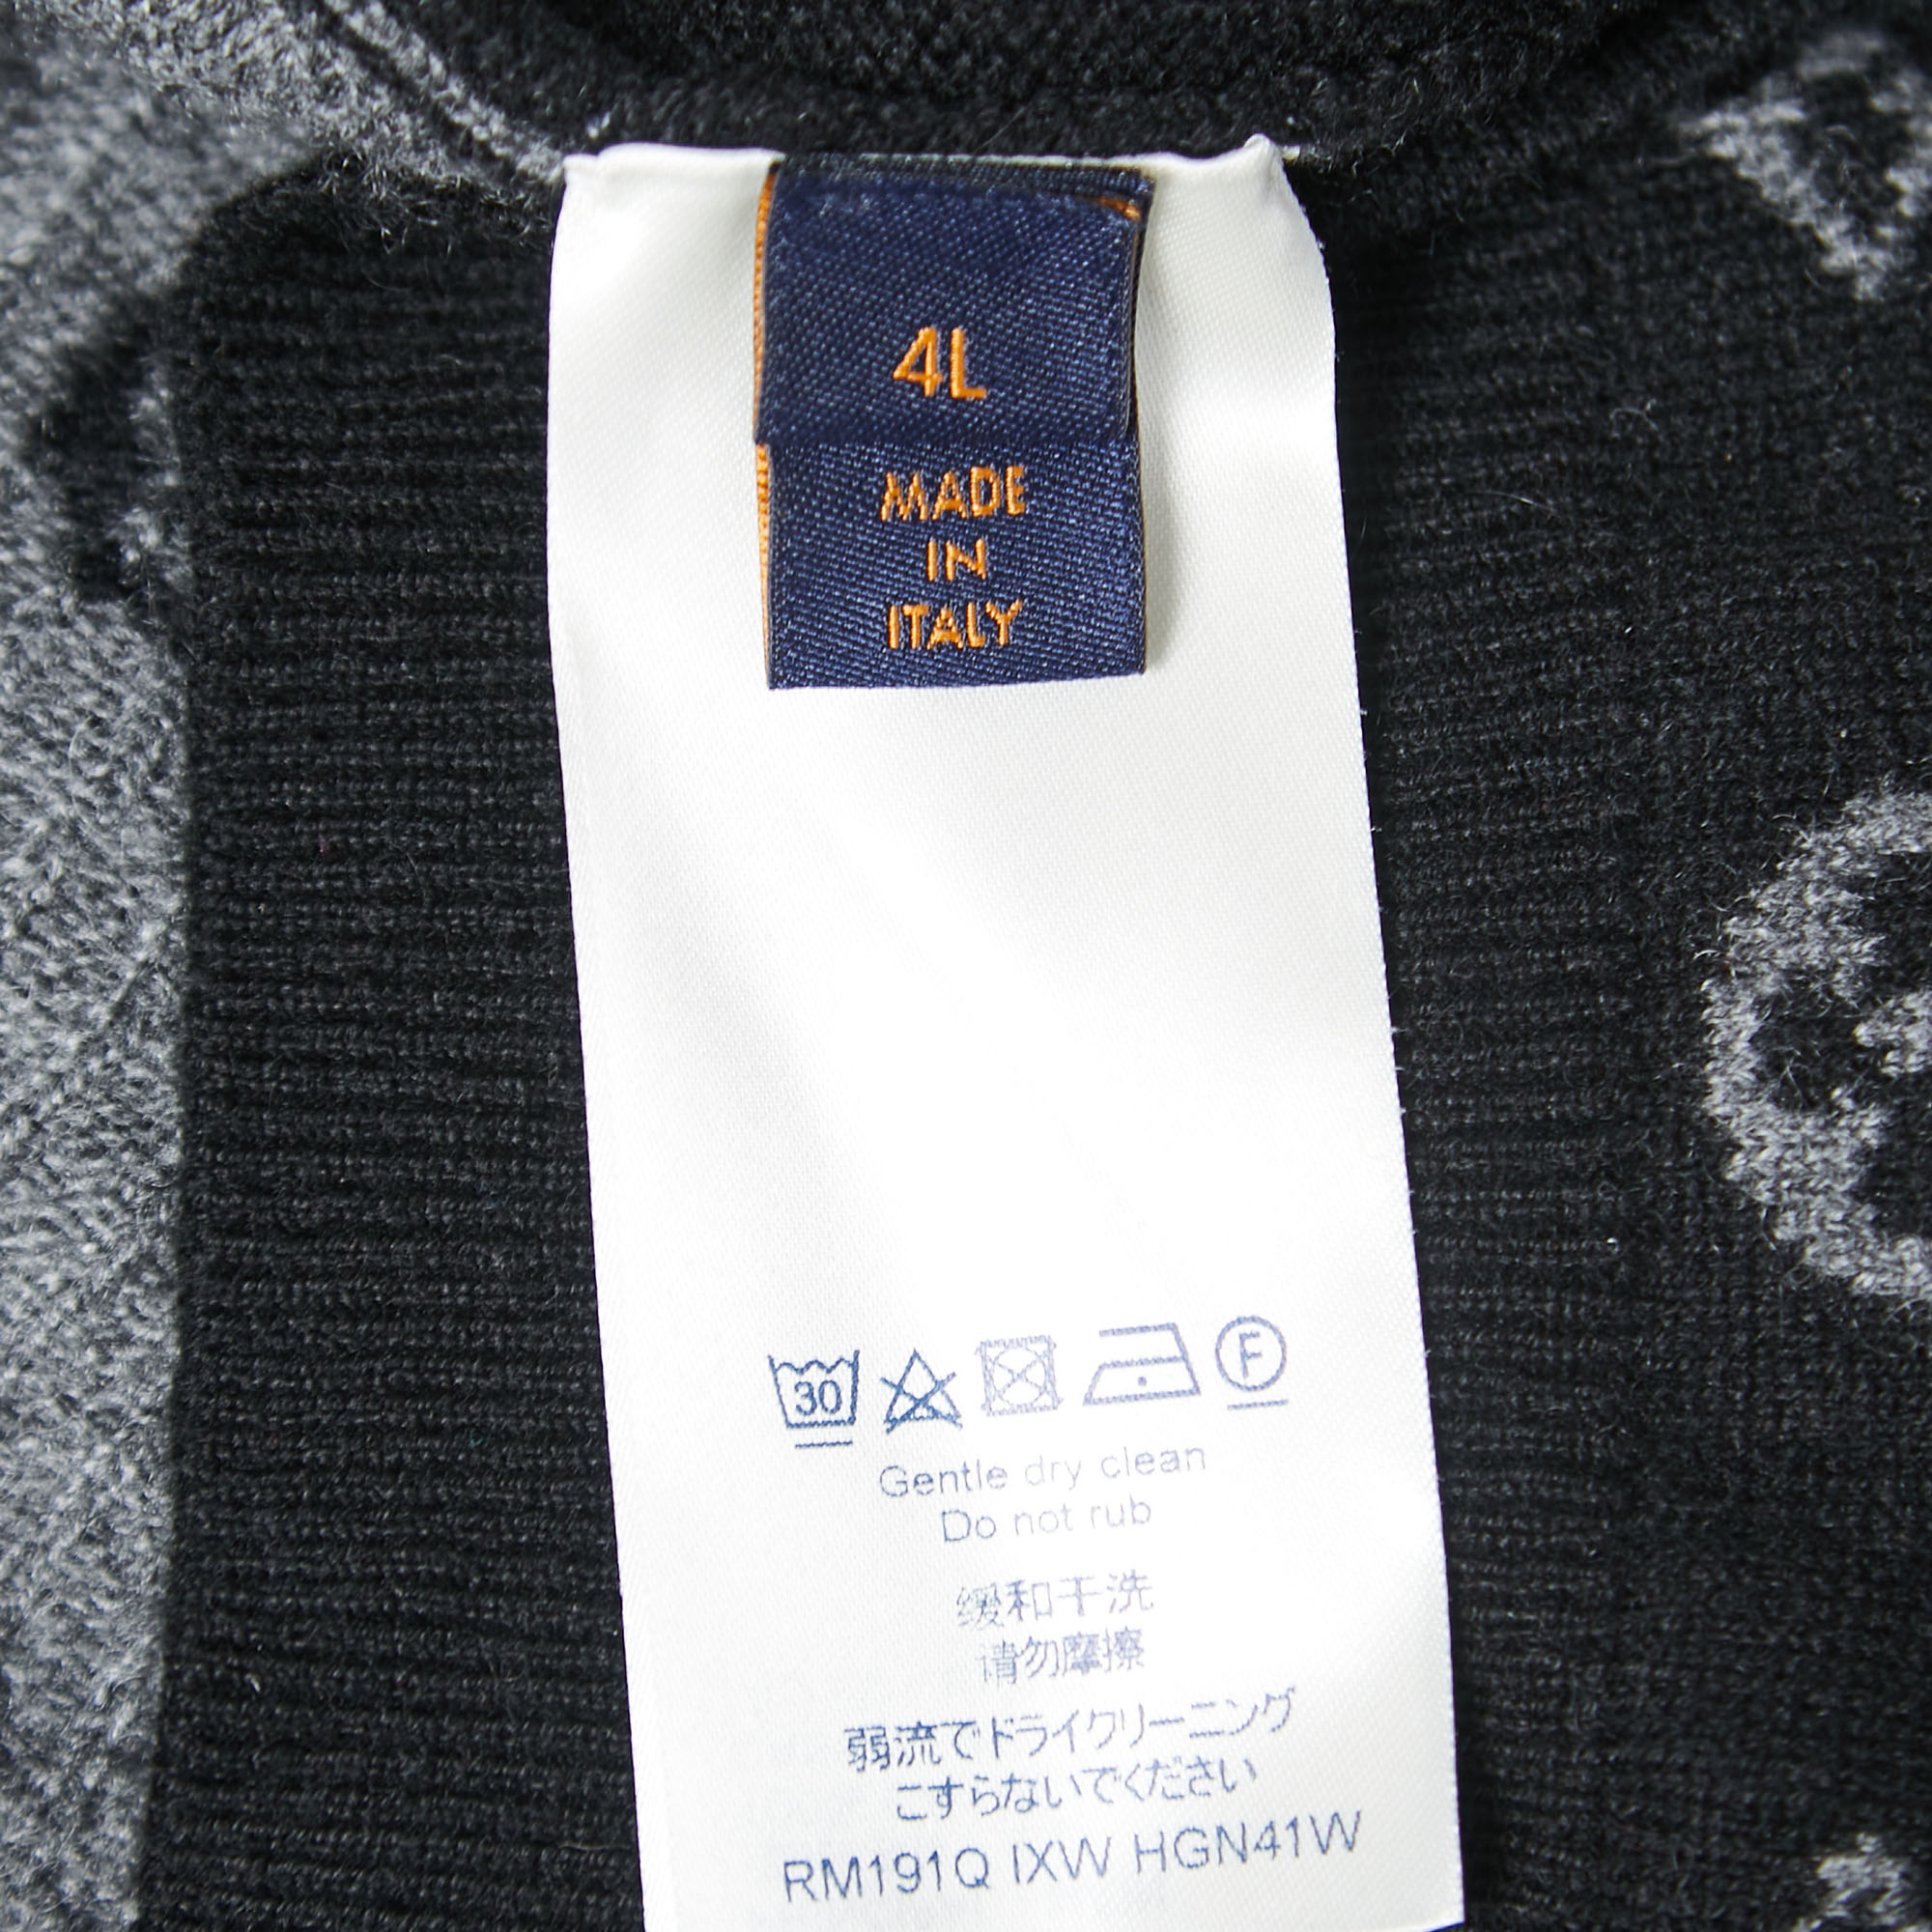 4L
MADE
IN
ITALY
30
F
Gentle dry clean
Do not rub
缓和干洗
请勿摩擦
弱流でドライクリーニング
こすらないでください
RM191Q IXW HGN41W